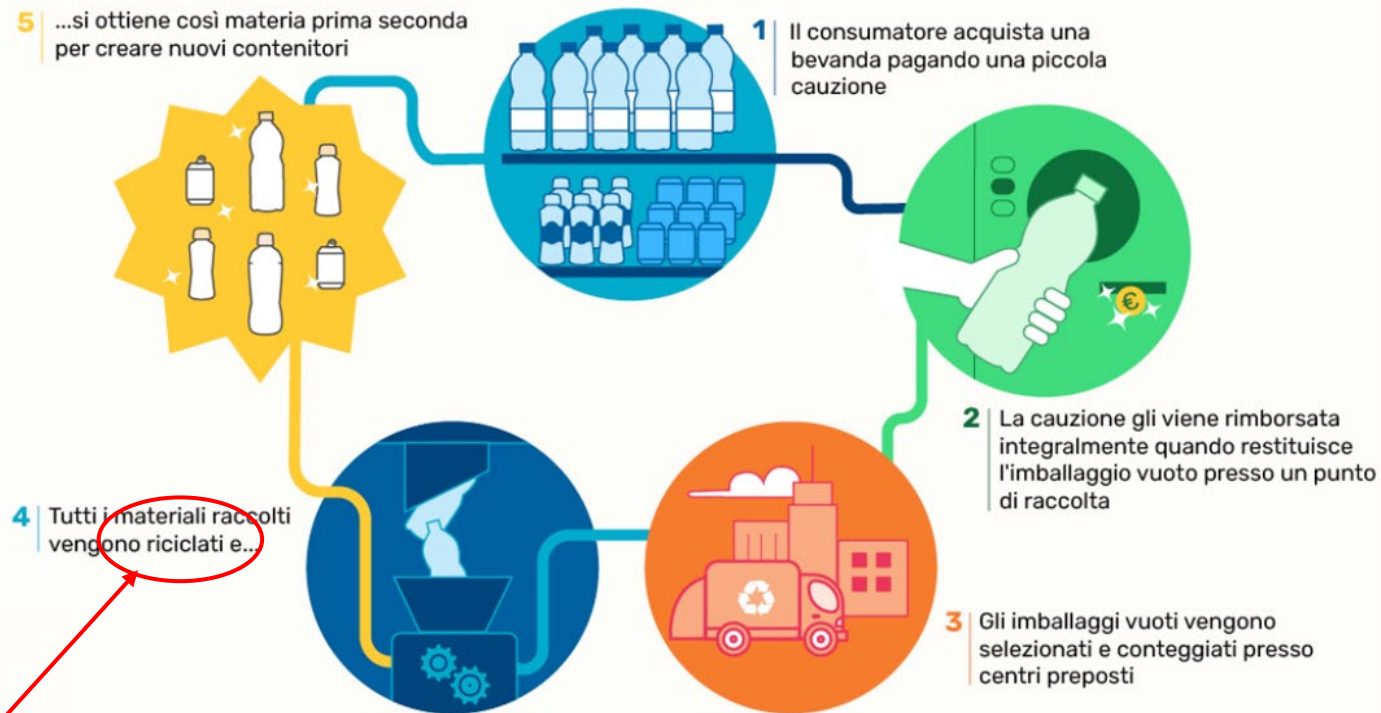 5 ...si ottiene così materia prima seconda
per creare nuovi contenitori
1 Il consumatore acquista una
bevanda pagando una piccola
cauzione
€
2 La cauzione gli viene rimborsata
integralmente quando restituisce
l'imballaggio vuoto presso un punto
di raccolta
3 Gli imballaggi vuoti vengono
selezionati e conteggiati presso
centri preposti
4 Tutti i materiali raccolti
vengono riciclati e...